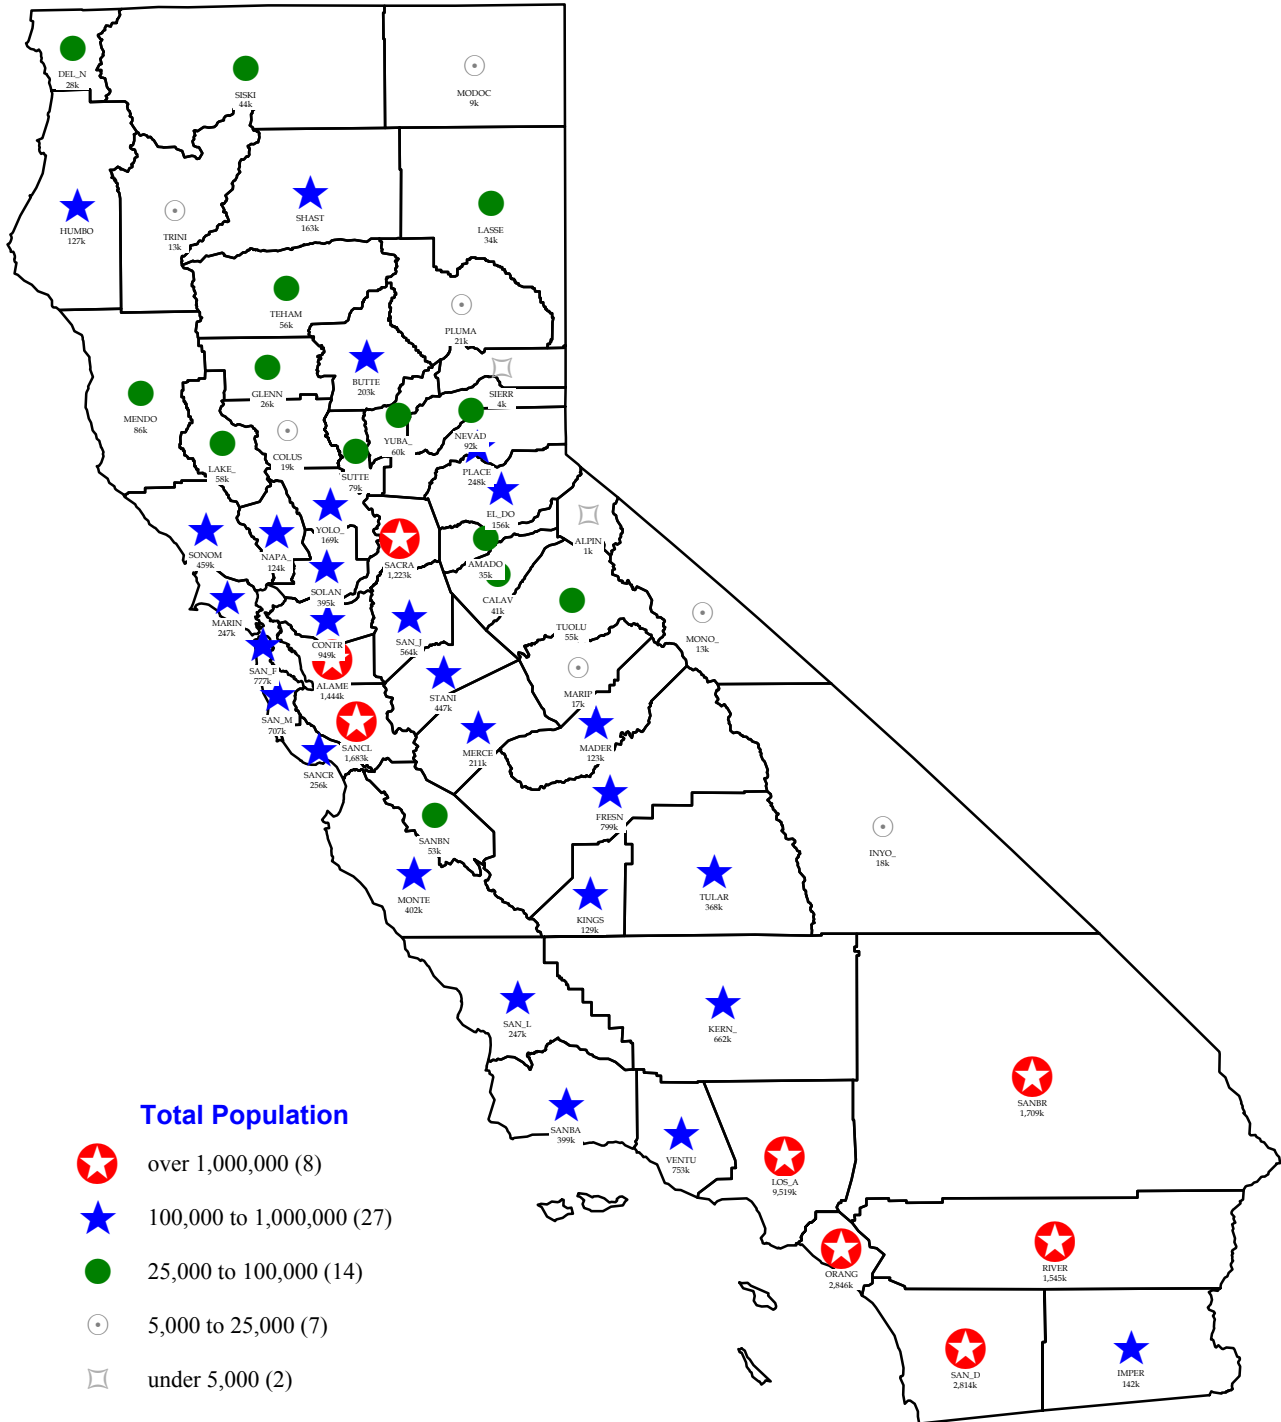 DEL_N
28k
SISKI
44k
MODOC
9k
HUMBO
127k
TRINI
13k
SHAST
163k
LASSE
34k
TEHAM
56k
PLUMA
21k
GLENN
26k
BUTTE
203k
SIERR
4k
MENDO
86k
LAKE_
58k
COLUS
19k
SUTTE
79k
YUBA_
60k
NEVAD
92k
PLACE
248k
EL_DO
156k
ALPIN
1k
SONOM
459k
NAPA_
124k
YOLO_
169k
SACRA
1,223k
AMADO
35k
SOLAN
395k
CALAV
41k
TUOLU
55k
MONO_
13k
MARIN
247k
CONTR
949k
SAN_J
564k
SAN_F
777k
ALAME
1,444k
STANI
447k
MARIP
17k
SAN_M
707k
SANCL
1,683k
MERCE
211k
MADER
123k
SANCR
256k
FRESN
799k
SANBN
53k
INYO_
18k
MONTE
402k
KINGS
129k
TULAR
368k
SAN_L
247k
KERN_
662k
SANBR
1,709k
SANBA
399k
VENTU
753k
LOS_A
9,519k
ORANG
2,846k
RIVER
1,545k
SAN_D
2,814k
IMPER
142k
Total Population
over 1,000,000 (8)
100,000 to 1,000,000 (27)
25,000 to 100,000 (14)
5,000 to 25,000 (7)
under 5,000 (2)